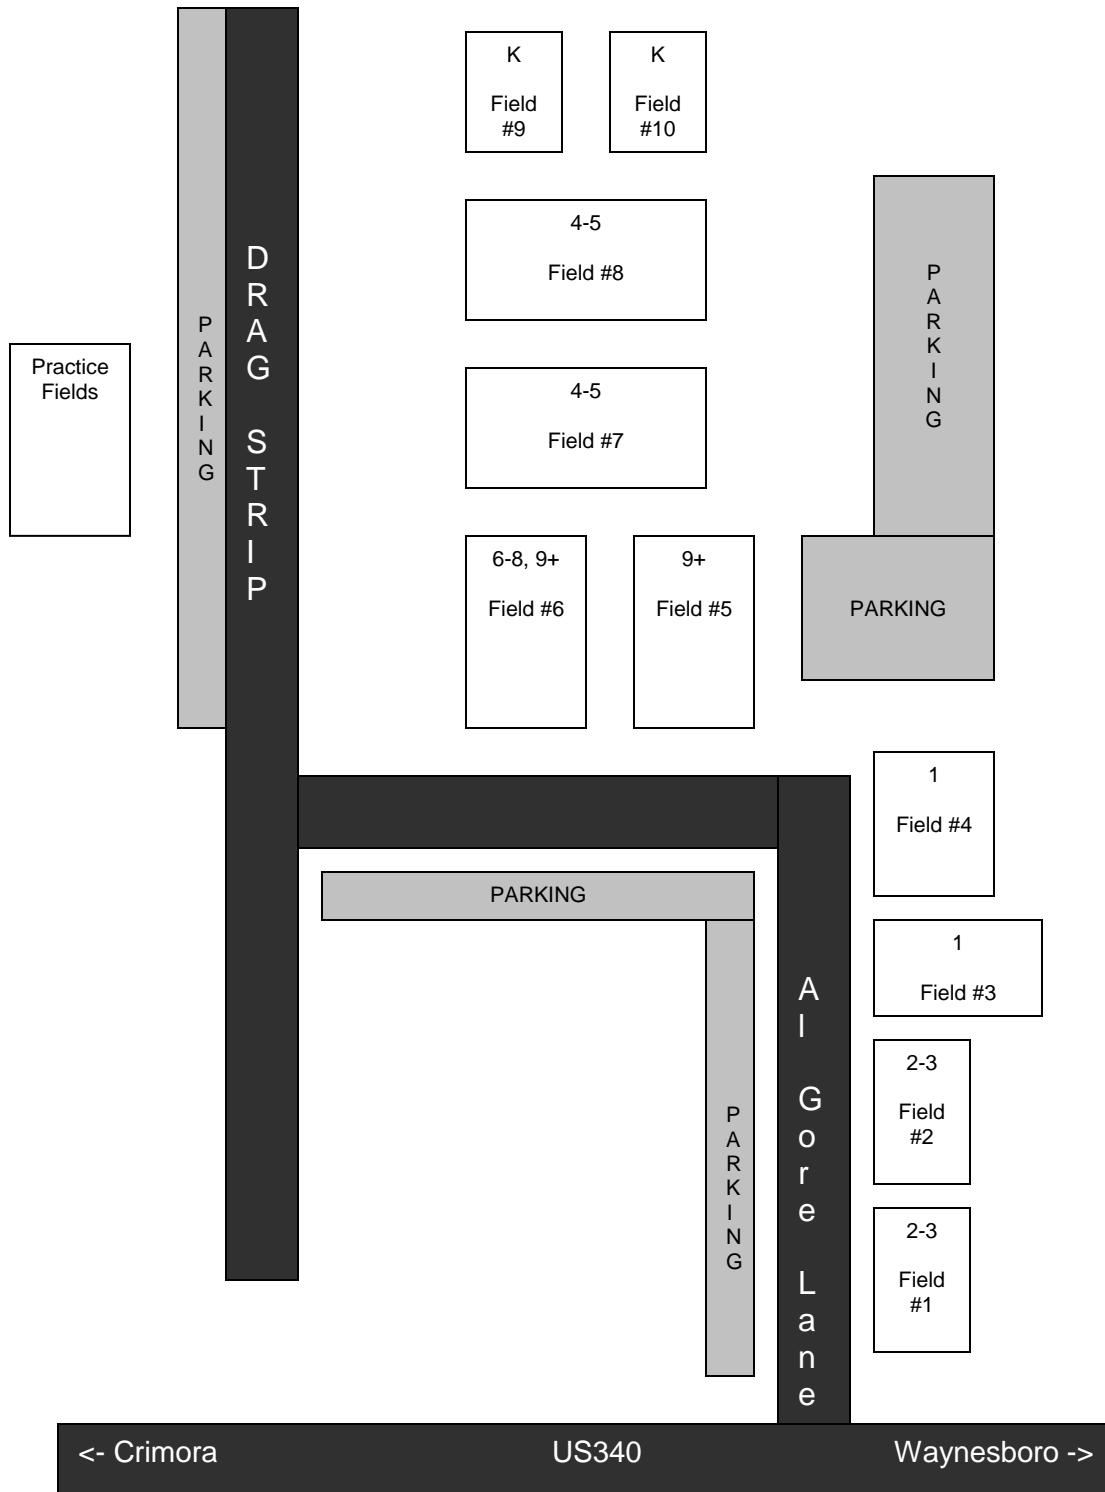 K
Field
#9
K
Field
#10
4-5
Field #8
PARKING
DRAG STRIP
PARKING
Practice
Fields
4-5
Field #7
6-8, 9+
Field #6
9+
Field #5
PARKING
1
Field #4
PARKING
1
Field #3
Al Gore Lane
2-3
Field
#2
PARKING
2-3
Field
#1
<- Crimora
US340
Waynesboro ->